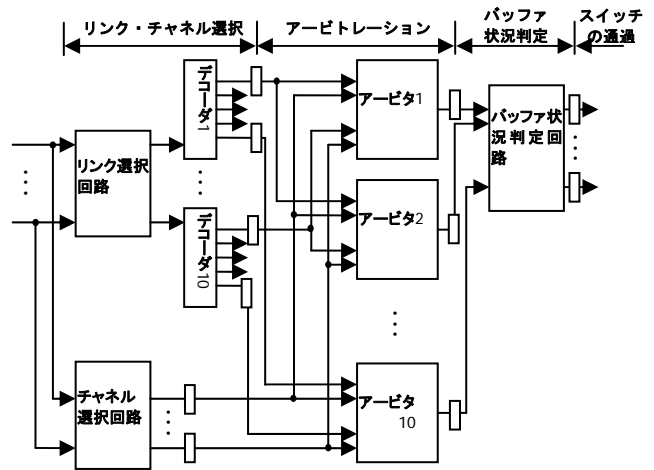 リンク・チャネル選択
アービトレーション
バッファ
状況判定
スイッチ
の通過
リンク選択
回路
デコーダ1
デコーダ10
チャネル
選択回路
アービタ1
アービタ2
アービタ
10
バッファ状
況判定回
路